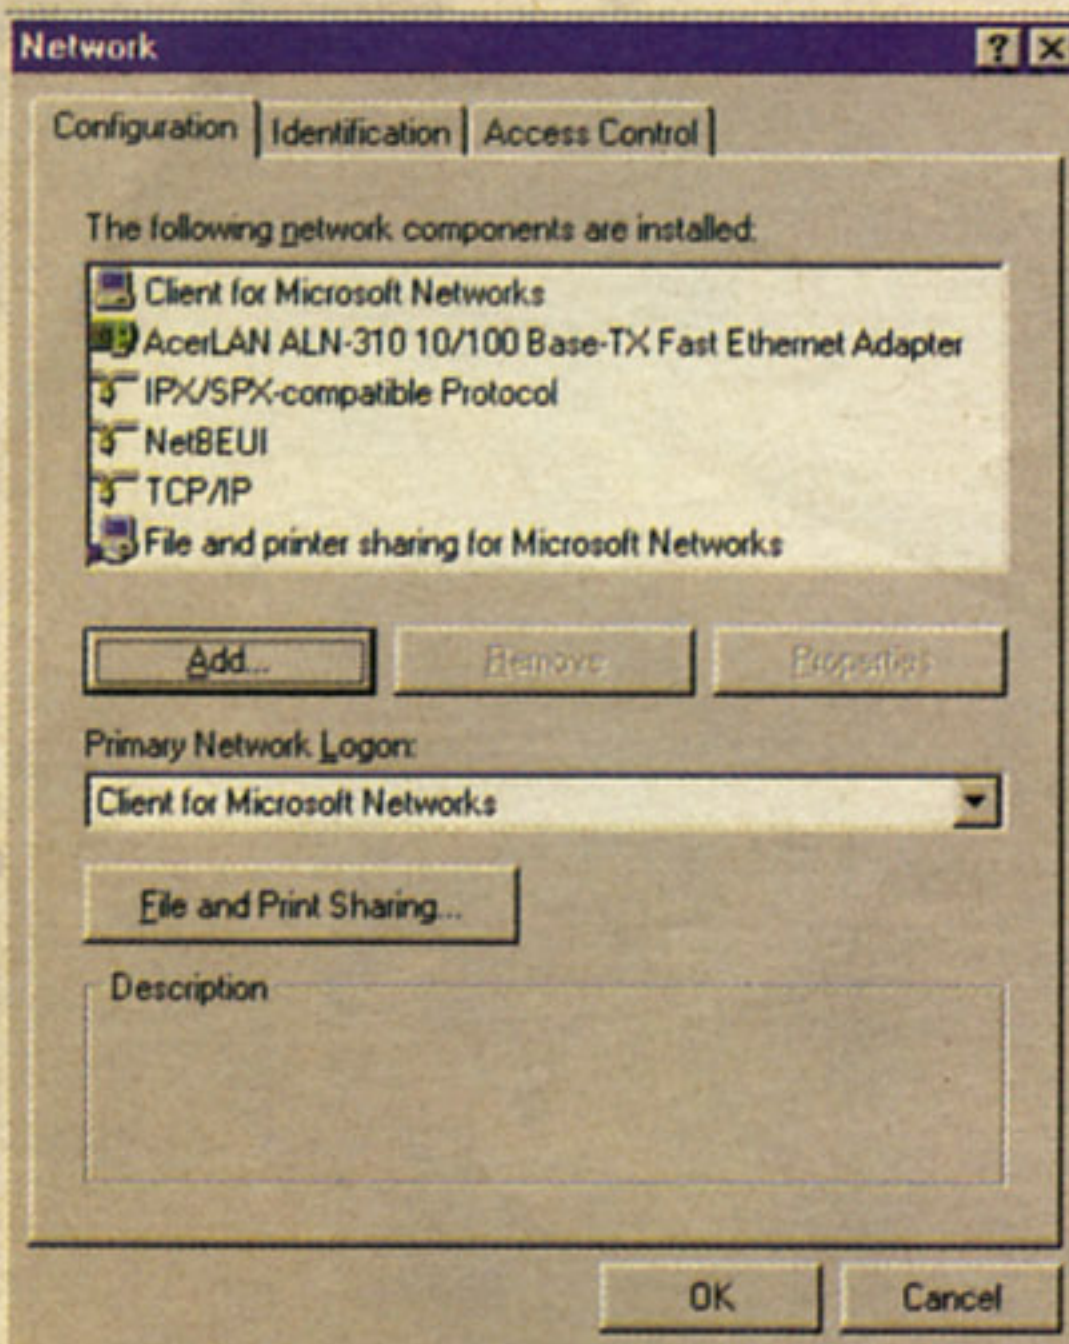 Network
Configuration Identification Access Control
The following network components are installed:
Client for Microsoft Networks
AcerLAN ALN-310 10/100 Base-TX Fast Ethernet Adapter
IPX/SPX-compatible Protocol
NetBEUI
TCP/IP
File and printer sharing for Microsoft Networks
Add... Remove Properties
Primary Network Logon:
Client for Microsoft Networks
File and Print Sharing...
Description
OK Cancel